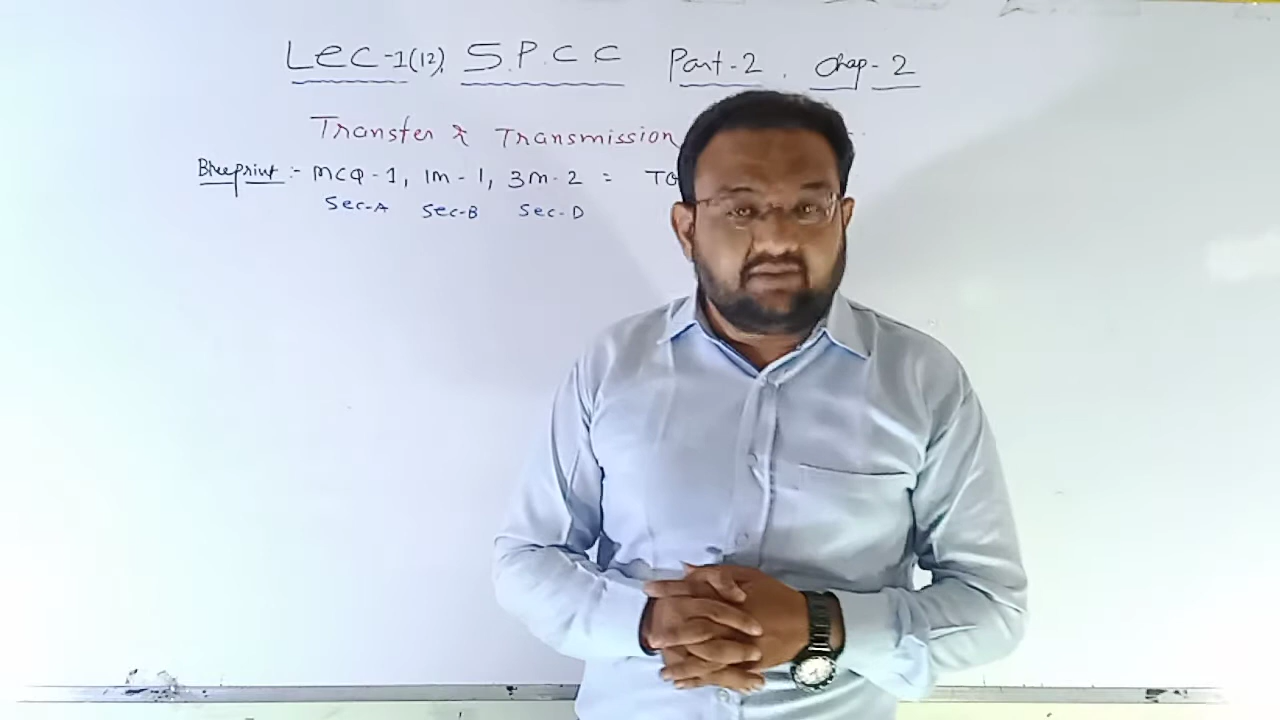 Lec-1(12), S.P.C.C Part-2. Chap-2
Transfer & Transmission
Blueprint :- MCQ-1, 1M-1, 3M-2 = TO
Sec-A Sec-B Sec-D